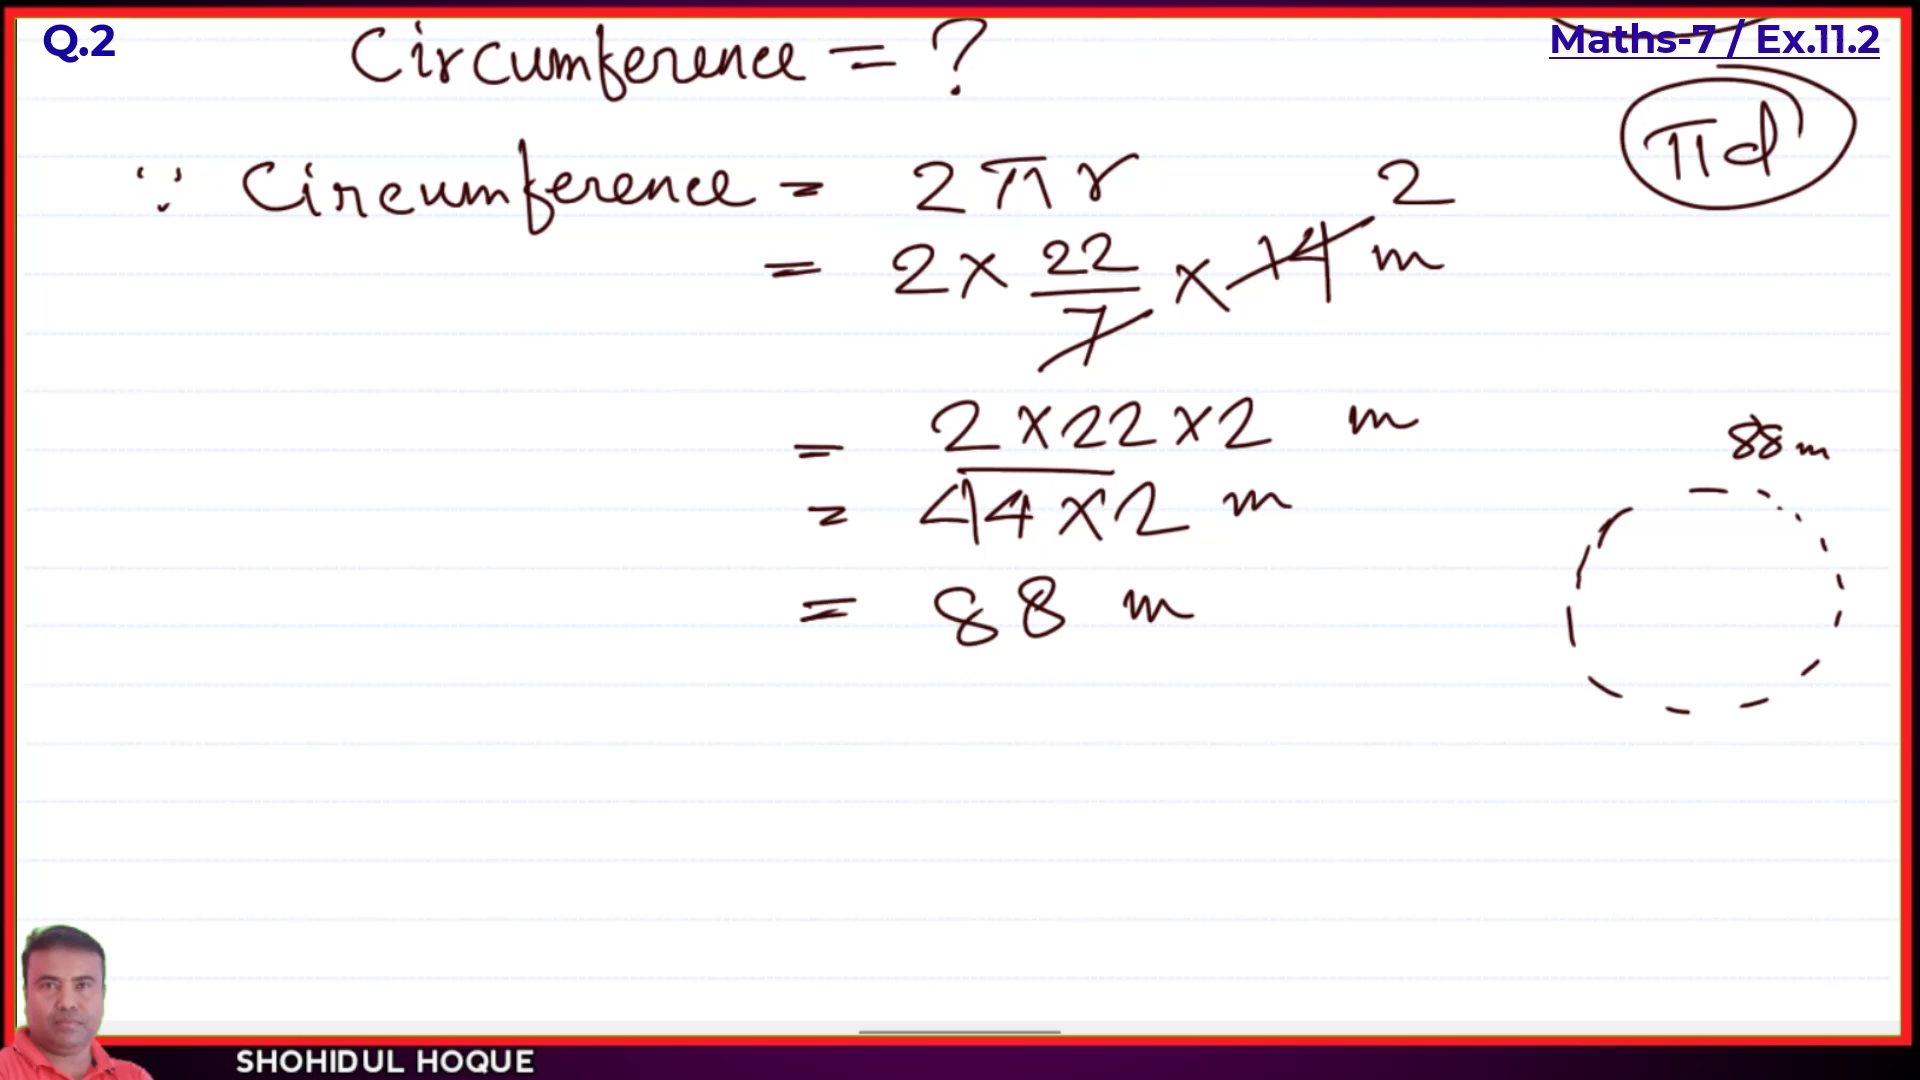 Q.2
Maths-7 / Ex.11.2
Circumference = ?
πd
∵ Circumference = 2πr
= 2 × 22/7 × 14 m 2
= 2 × 22 × 2 m
= 44 × 2 m
= 88 m
88 m
SHOHIDUL HOQUE